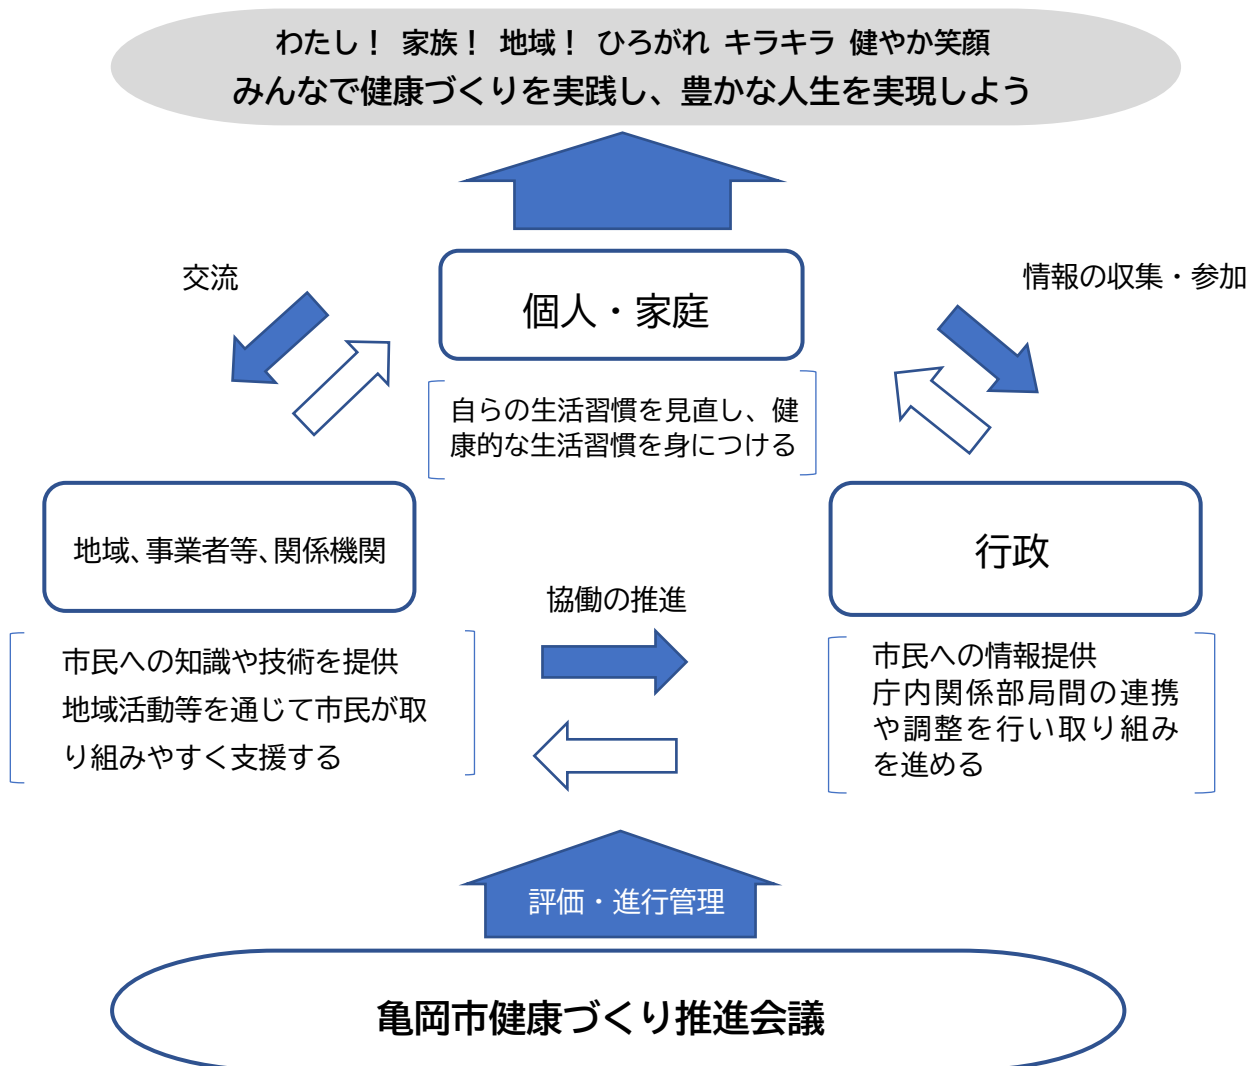 わたし！ 家族！ 地域！ ひろがれ キラキラ 健やか笑顔
みんなで健康づくりを実践し、豊かな人生を実現しよう
交流
情報の収集・参加
個人・家庭
自らの生活習慣を見直し、健
康的な生活習慣を身につける
地域、事業者等、関係機関
行政
協働の推進
市民への知識や技術を提供
地域活動等を通じて市民が取
り組みやすく支援する
市民への情報提供
庁内関係部局間の連携
や調整を行い取り組み
を進める
評価・進行管理
亀岡市健康づくり推進会議